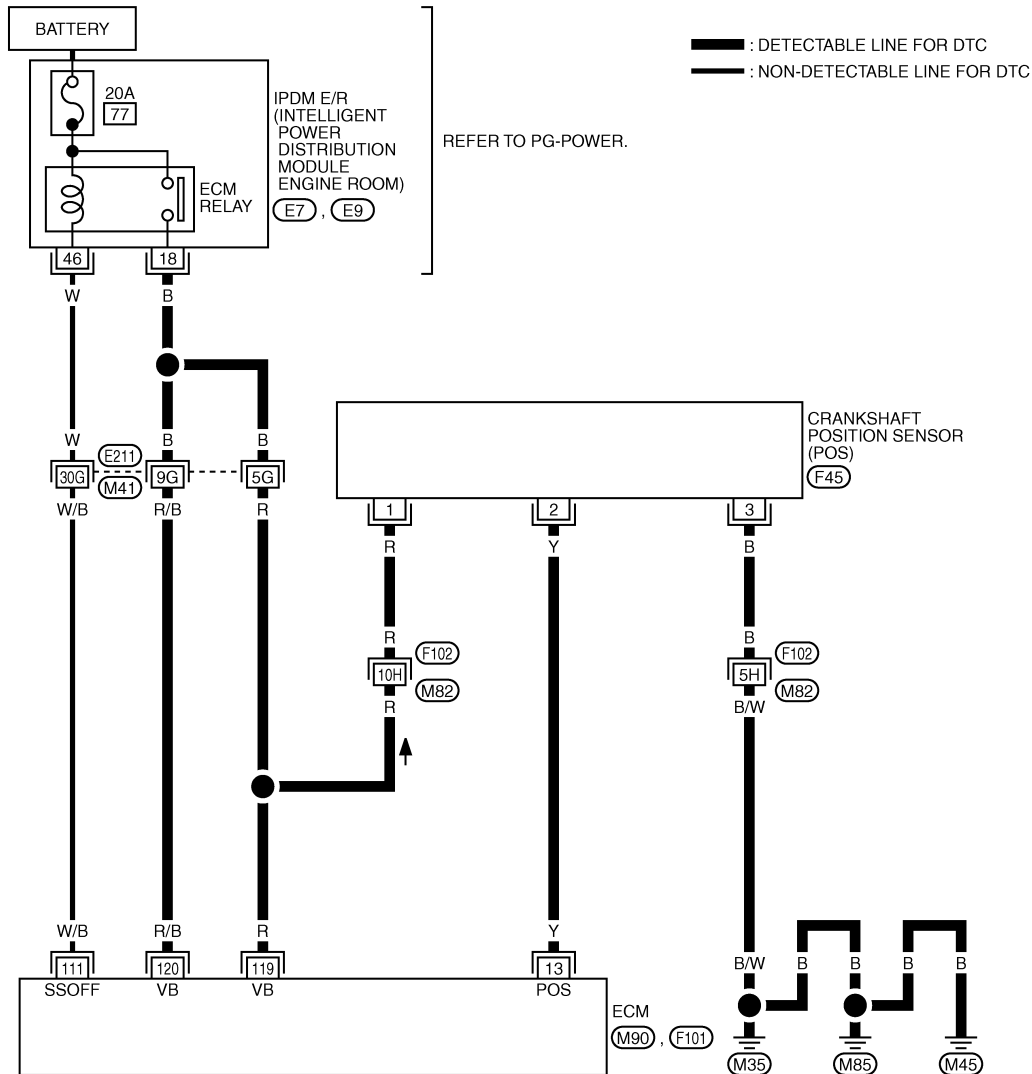 BATTERY
: DETECTABLE LINE FOR DTC
: NON-DETECTABLE LINE FOR DTC
20A
77
IPDM E/R
(INTELLIGENT
POWER
DISTRIBUTION
MODULE
ENGINE ROOM)
E7 , E9
REFER TO PG-POWER.
ECM
RELAY
46 18
W B
W B B
30G E211 M41 9G 5G
W/B R/B R
CRANKSHAFT
POSITION SENSOR
(POS)
F45
1 2 3
R Y B
R B
10H F102 M82 5H F102 M82
R B/W
W/B R/B R Y B/W B B B B
111 120 119 13
SSOFF VB VB POS
ECM
M90 , F101
M35 M85 M45